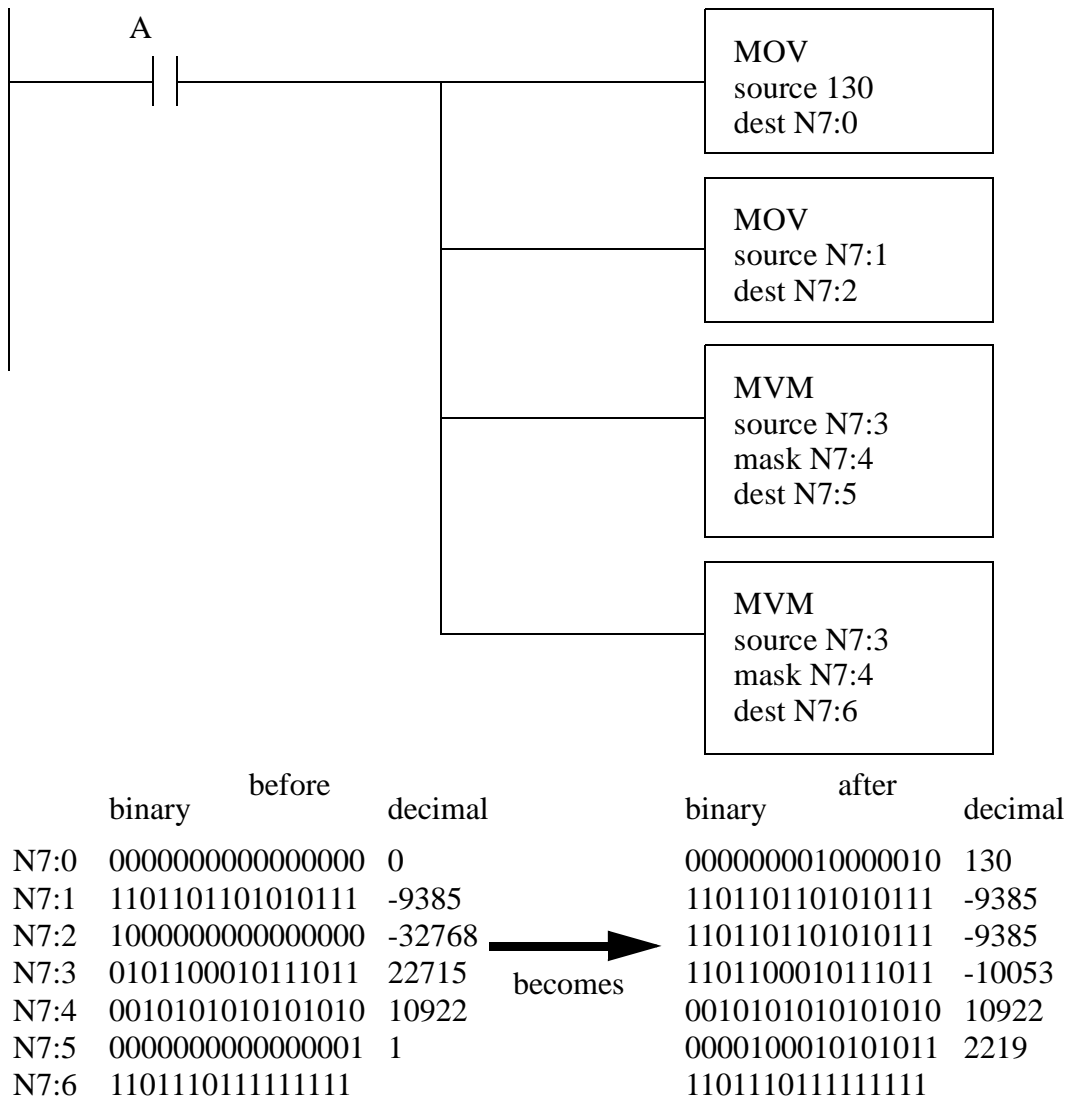 A
MOV
source 130
dest N7:0
MOV
source N7:1
dest N7:2
MVM
source N7:3
mask N7:4
dest N7:5
MVM
source N7:3
mask N7:4
dest N7:6
before after
binary decimal binary decimal
N7:0 0000000000000000 0 0000000010000010 130
N7:1 1101101101010111 -9385 1101101101010111 -9385
N7:2 1000000000000000 -32768 1101101101010111 -9385
N7:3 0101100010111011 22715 1101100010111011 -10053
becomes
N7:4 0010101010101010 10922 0010101010101010 10922
N7:5 0000000000000001 1 0000100010101011 2219
N7:6 1101110111111111 1101110111111111